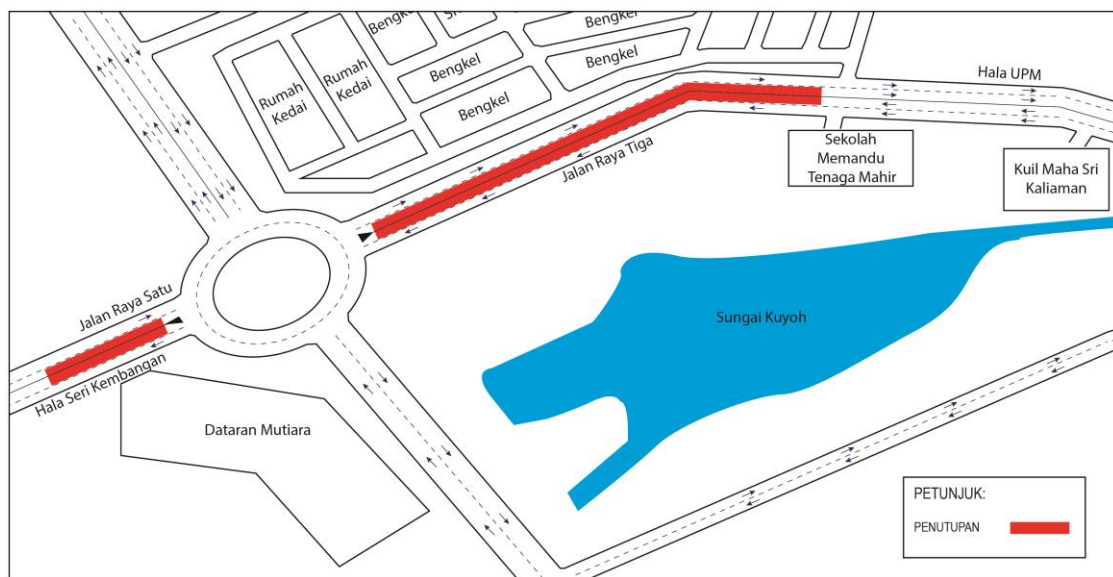 Bengkel
Bengkel
Bengkel
Bengkel
Bengkel
Rumah
Kedai
Rumah
Kedai
Hala UPM
Jalan Raya Tiga
Sekolah
Memandu
Tenaga Mahir
Kuil Maha Sri
Kaliaman
Jalan Raya Satu
Hala Seri Kembangan
Sungai Kuyoh
Dataran Mutiara
PETUNJUK:
PENUTUPAN